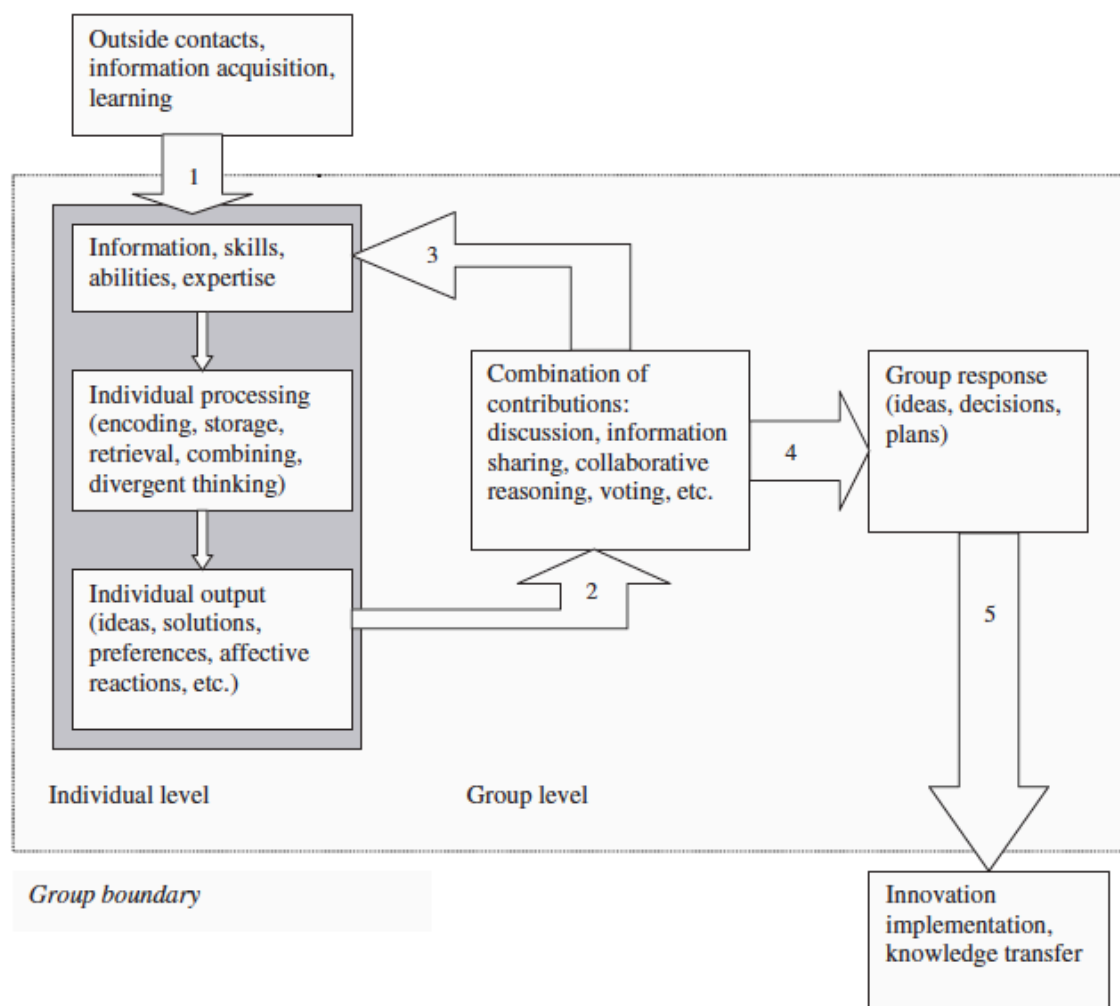 Outside contacts,
information acquisition,
learning
1
Information, skills,
abilities, expertise
3
Individual processing
(encoding, storage,
retrieval, combining,
divergent thinking)
Combination of
contributions:
discussion, information
sharing, collaborative
reasoning, voting, etc.
4
Group response
(ideas, decisions,
plans)
Individual output
(ideas, solutions,
preferences, affective
reactions, etc.)
2
5
Individual level
Group level
Group boundary
Innovation
implementation,
knowledge transfer